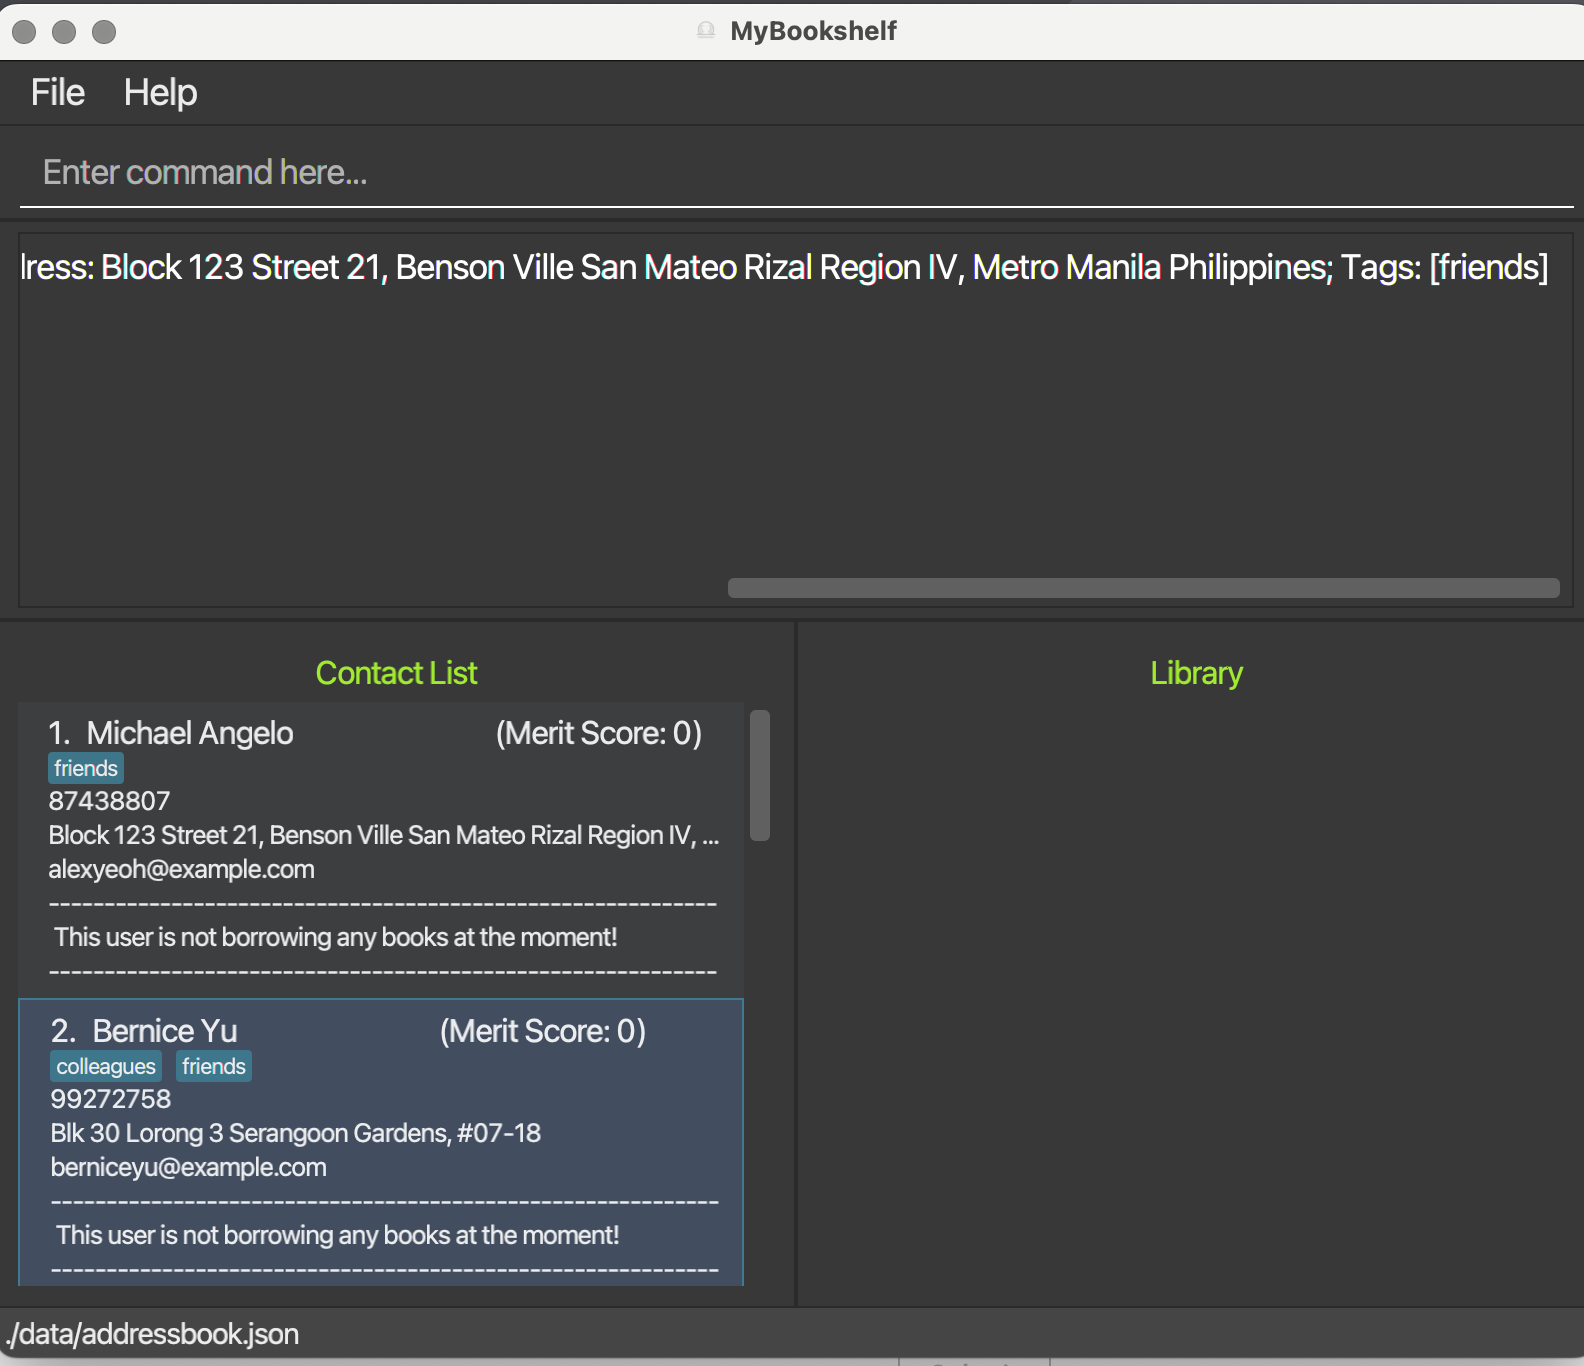 MyBookshelf
File Help
Enter command here...
ress: Block 123 Street 21, Benson Ville San Mateo Rizal Region IV, Metro Manila Philippines; Tags: [friends]
Contact List
1. Michael Angelo (Merit Score: 0)
friends
87438807
Block 123 Street 21, Benson Ville San Mateo Rizal Region IV, ...
alexyeoh@example.com
------------------------------------------------------------
This user is not borrowing any books at the moment!
------------------------------------------------------------
2. Bernice Yu (Merit Score: 0)
colleagues friends
99272758
Blk 30 Lorong 3 Serangoon Gardens, #07-18
berniceyu@example.com
------------------------------------------------------------
This user is not borrowing any books at the moment!
------------------------------------------------------------
Library
./data/addressbook.json